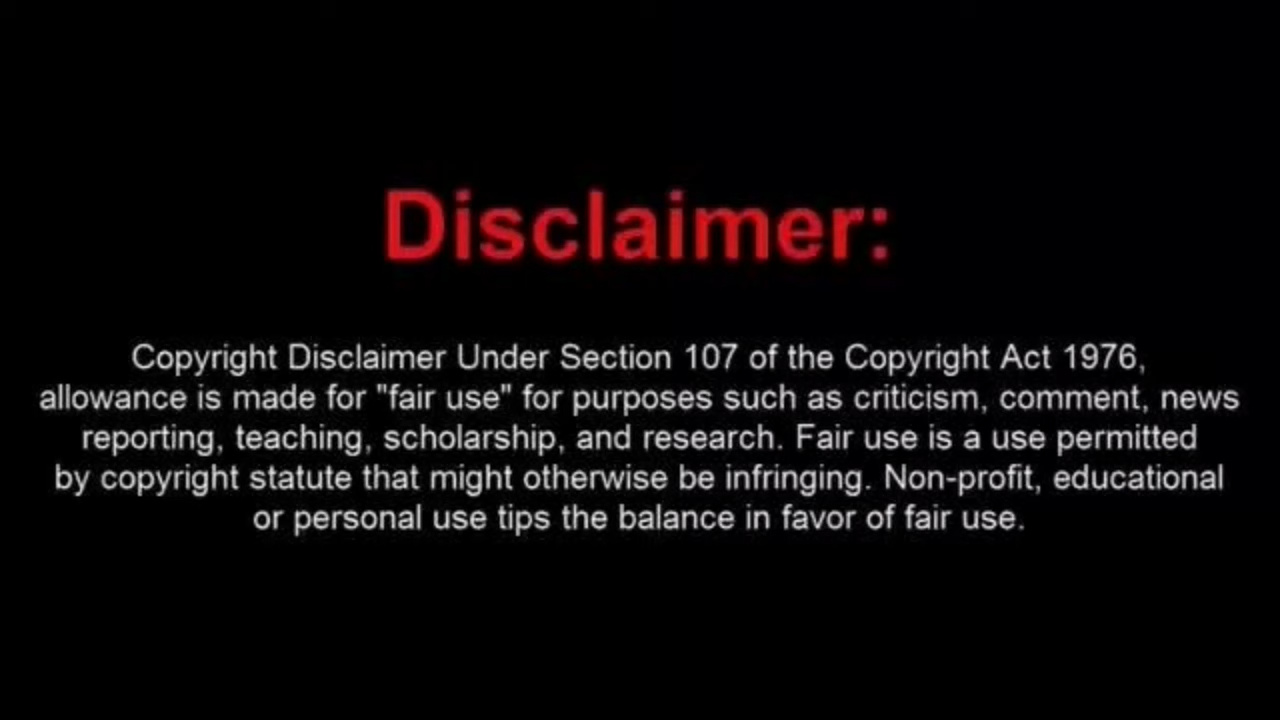 Disclaimer:
Copyright Disclaimer Under Section 107 of the Copyright Act 1976,
allowance is made for "fair use" for purposes such as criticism, comment, news
reporting, teaching, scholarship, and research. Fair use is a use permitted
by copyright statute that might otherwise be infringing. Non-profit, educational
or personal use tips the balance in favor of fair use.